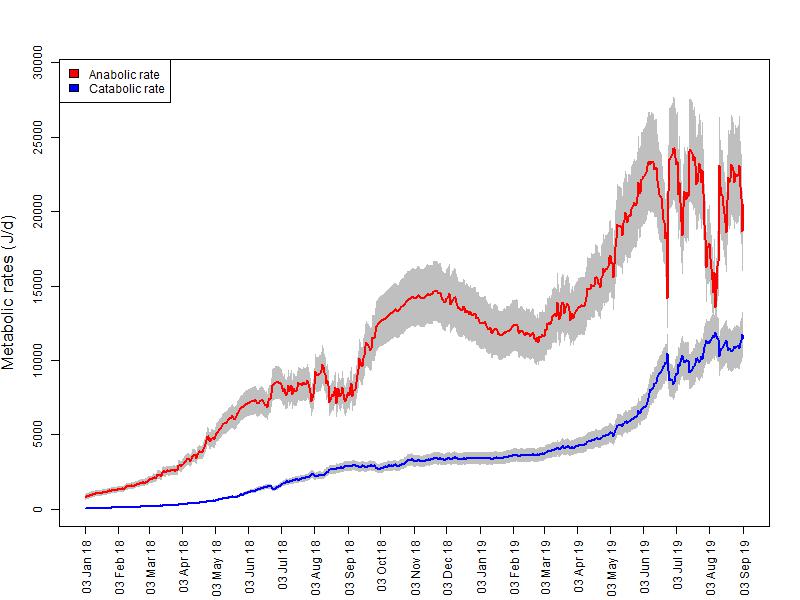 Metabolic rates (J/d)
30000
25000
20000
15000
10000
5000
0
Anabolic rate
Catabolic rate
03 Jan 18
03 Feb 18
03 Mar 18
03 Apr 18
03 May 18
03 Jun 18
03 Jul 18
03 Aug 18
03 Sep 18
03 Oct 18
03 Nov 18
03 Dec 18
03 Jan 19
03 Feb 19
03 Mar 19
03 Apr 19
03 May 19
03 Jun 19
03 Jul 19
03 Aug 19
03 Sep 19